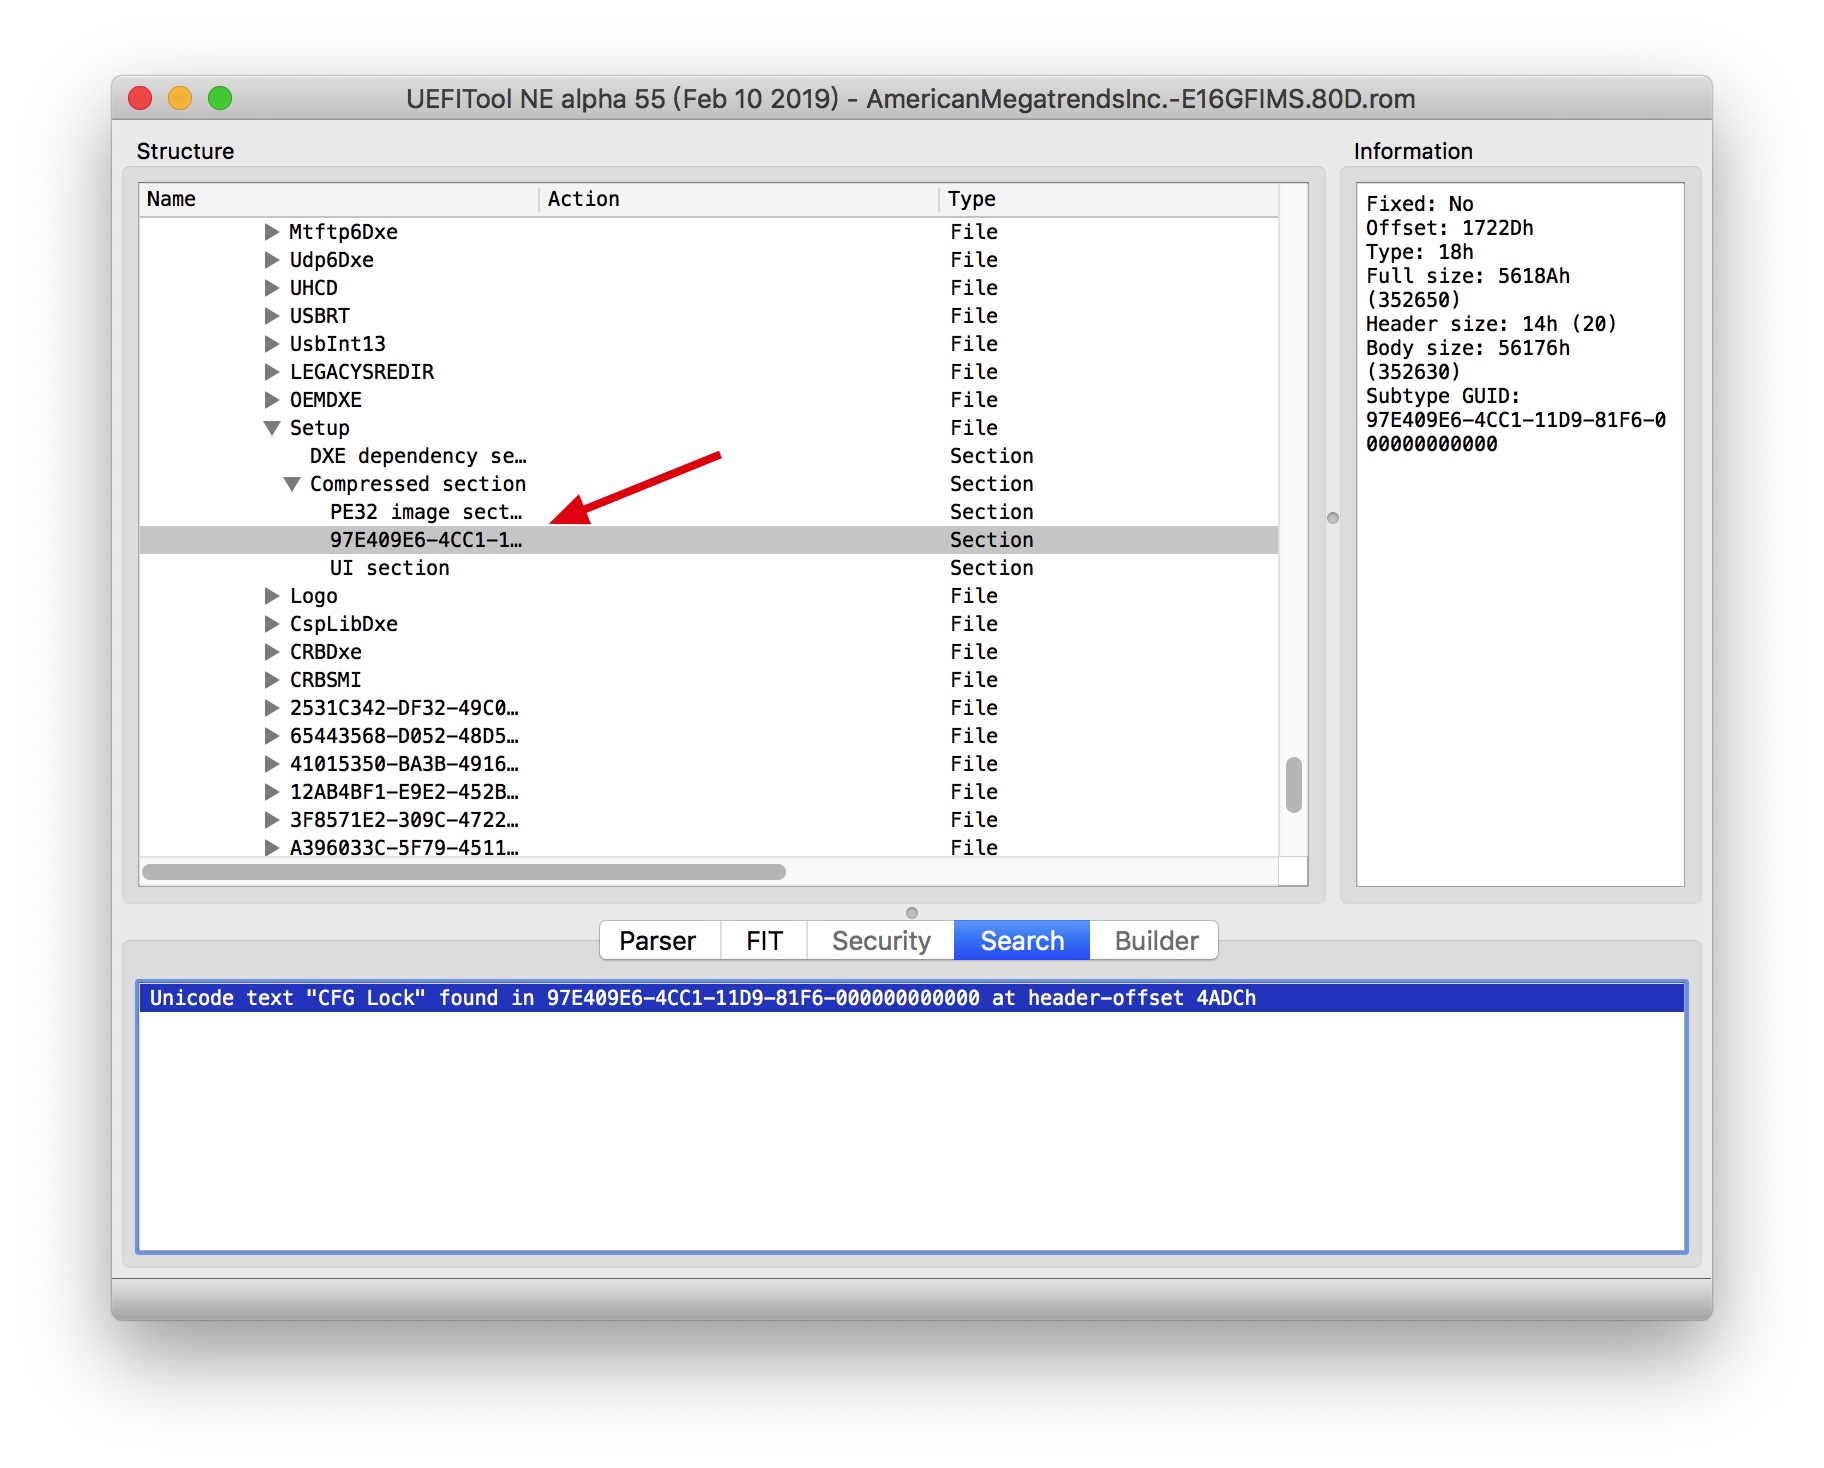 UEFITool NE alpha 55 (Feb 10 2019) - AmericanMegatrendsInc.-E16GFIMS.80D.rom
Structure
Name Action Type
Mtftp6Dxe File
Udp6Dxe File
UHCD File
USBRT File
UsbInt13 File
LEGACYSREDIR File
OEMDXE File
Setup File
DXE dependency se… Section
Compressed section Section
PE32 image sect… Section
97E409E6-4CC1-1… Section
UI section Section
Logo File
CspLibDxe File
CRBDxe File
CRBSMI File
2531C342-DF32-49C0… File
65443568-D052-48D5… File
41015350-BA3B-4916… File
12AB4BF1-E9E2-452B… File
3F8571E2-309C-4722… File
A396033C-5F79-4511… File
Information
Fixed: No
Offset: 1722Dh
Type: 18h
Full size: 5618Ah
(352650)
Header size: 14h (20)
Body size: 56176h
(352630)
Subtype GUID:
97E409E6-4CC1-11D9-81F6-0
00000000000
Parser FIT Security Search Builder
Unicode text "CFG Lock" found in 97E409E6-4CC1-11D9-81F6-000000000000 at header-offset 4ADCh